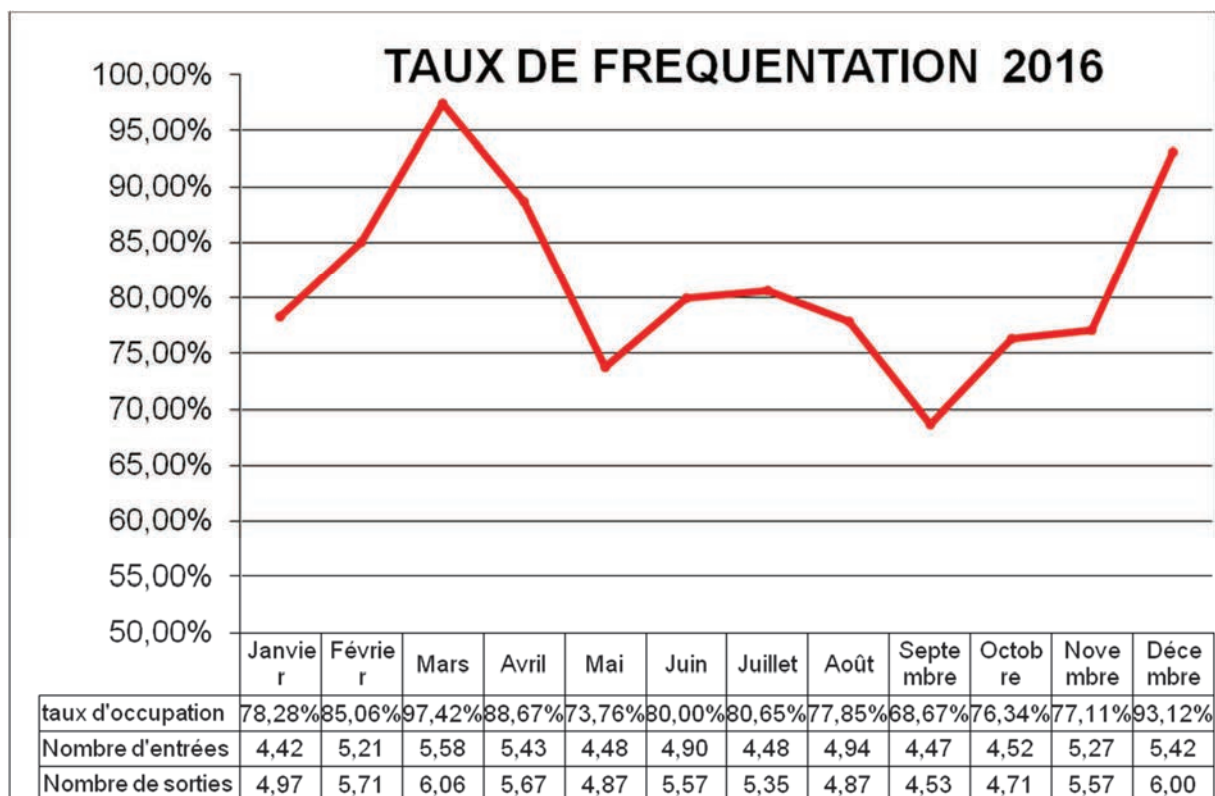 TAUX DE FREQUENTATION 2016
100,00%
95,00%
90,00%
85,00%
80,00%
75,00%
70,00%
65,00%
60,00%
55,00%
50,00%
Janvie Févrie Mars Avril Mai Juin Juillet Août Septe Octob Nove Déce
r r mbre re mbre mbre
taux d'occupation 78,28% 85,06% 97,42% 88,67% 73,76% 80,00% 80,65% 77,85% 68,67% 76,34% 77,11% 93,12%
Nombre d'entrées 4,42 5,21 5,58 5,43 4,48 4,90 4,48 4,94 4,47 4,52 5,27 5,42
Nombre de sorties 4,97 5,71 6,06 5,67 4,87 5,57 5,35 4,87 4,53 4,71 5,57 6,00